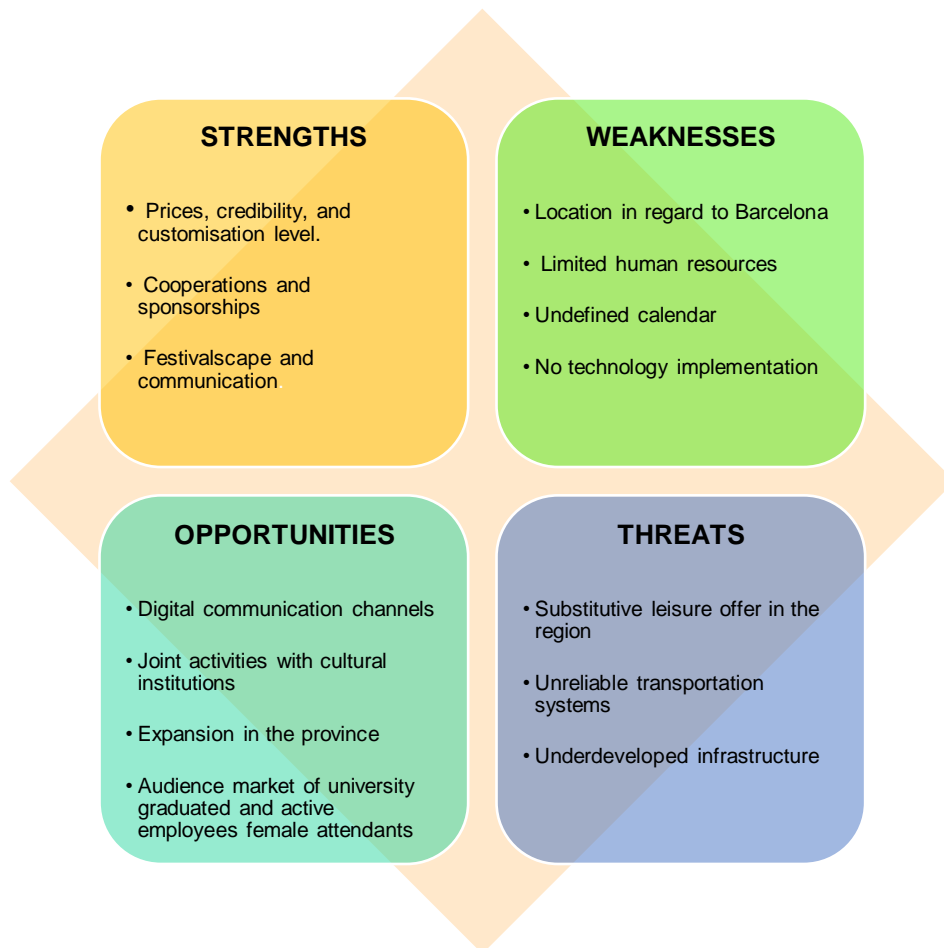 STRENGTHS
• Prices, credibility, and
customisation level.
• Cooperations and
sponsorships
• Festivalscape and
communication.
WEAKNESSES
• Location in regard to Barcelona
• Limited human resources
• Undefined calendar
• No technology implementation
OPPORTUNITIES
• Digital communication channels
• Joint activities with cultural
institutions
• Expansion in the province
• Audience market of university
graduated and active
employees female attendants
THREATS
• Substitutive leisure offer in the
region
• Unreliable transportation
systems
• Underdeveloped infrastructure